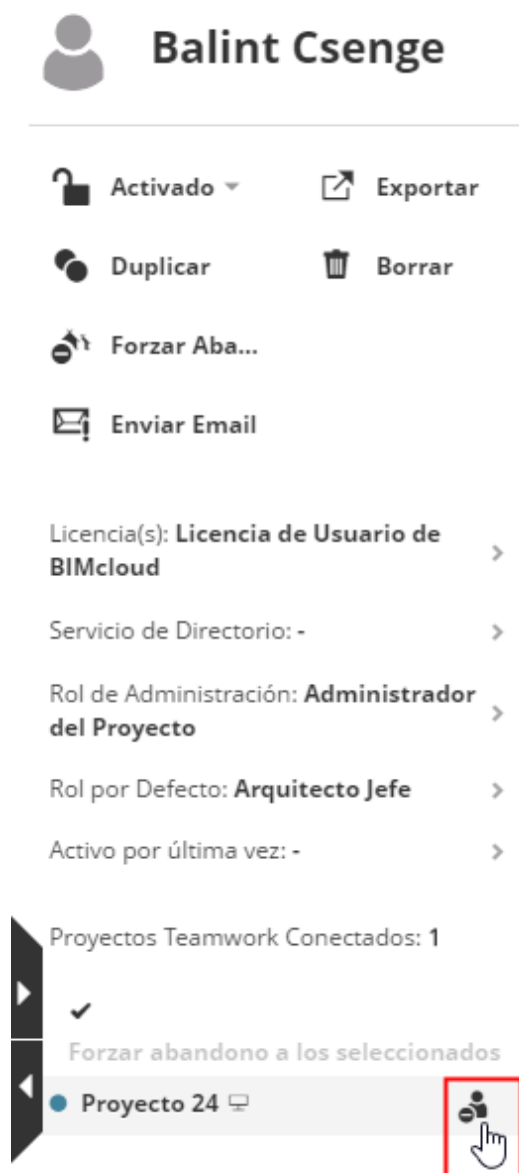 Balint Csenge
Activado
Exportar
Duplicar
Borrar
Forzar Aba...
Enviar Email
Licencia(s): Licencia de Usuario de
BIMcloud
Servicio de Directorio: -
Rol de Administración: Administrador
del Proyecto
Rol por Defecto: Arquitecto Jefe
Activo por última vez: -
Proyectos Teamwork Conectados: 1
Forzar abandono a los seleccionados
Proyecto 24